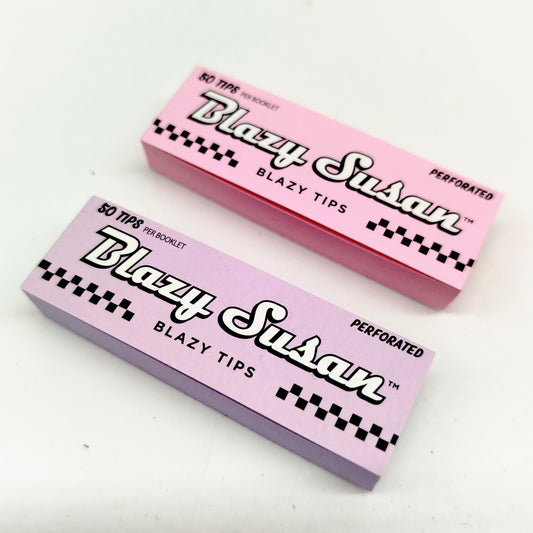 50 TIPS PER BOOKLET
Blazy Susan™
BLAZY TIPS
PERFORATED
50 TIPS PER BOOKLET
Blazy Susan™
BLAZY TIPS
PERFORATED